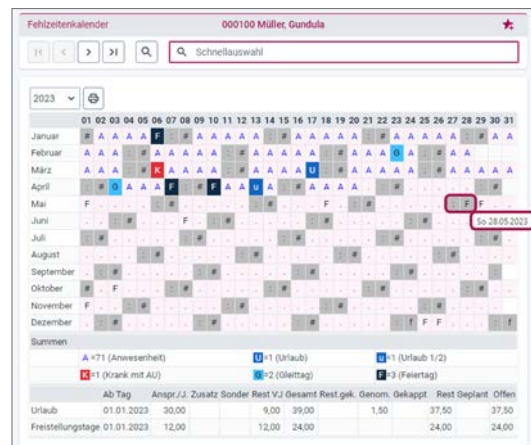 Fehlzeitenkalender 000100 Müller, Gundula
Schnellauswahl
2023
01 02 03 04 05 06 07 08 09 10 11 12 13 14 15 16 17 18 19 20 21 22 23 24 25 26 27 28 29 30 31
Januar # A A A A F : # A A A A A : # A A A A A : # A A A A A : # A A
Februar A A A : # A A A A A : # A A A A A : # A A A G A : # A A
März A A A : # K A A A A : # A A A A U : # A A A A A : # A A A A A
April : # G A A A F : # F A A u A : # A A A A . : # . . . . . : #
Mai F . . . . : # . . . . . : # . . . F . : # . . . . . : F F . .
So 28.05.2023
Juni . . : # . . . F . : # . . . . . : # . . . . . : # . . . . .
Juli : # . . . . . : # . . . . . : # . . . . . : # . . . . . : # .
August . . . . : # . . . . . : # . . . . . : # . . . . . : # . . . .
September . : # . . . . . : # . . . . . : # . . . . . : # . . . . . :
Oktober # . F . . . : # . . . . . : # . . . . . : # . . . . . : # . .
November F . . : # . . . . . : # . . . . . : # . . . . . : # . . . .
Dezember . : # . . . . . : # . . . . . : # . . . . . : f F F . . . : f
Summen
A =71 (Anwesenheit) U =1 (Urlaub) u =1 (Urlaub 1/2)
K =1 (Krank mit AU) G =2 (Gleittag) F =3 (Feiertag)
Ab Tag Anspr./J. Zusatz Sonder Rest VJ Gesamt Rest.gek. Genom. Gekappt Rest Geplant Offen
Urlaub 01.01.2023 30,00 9,00 39,00 1,50 37,50 37,50
Freistellungstage 01.01.2023 12,00 12,00 24,00 24,00 24,00